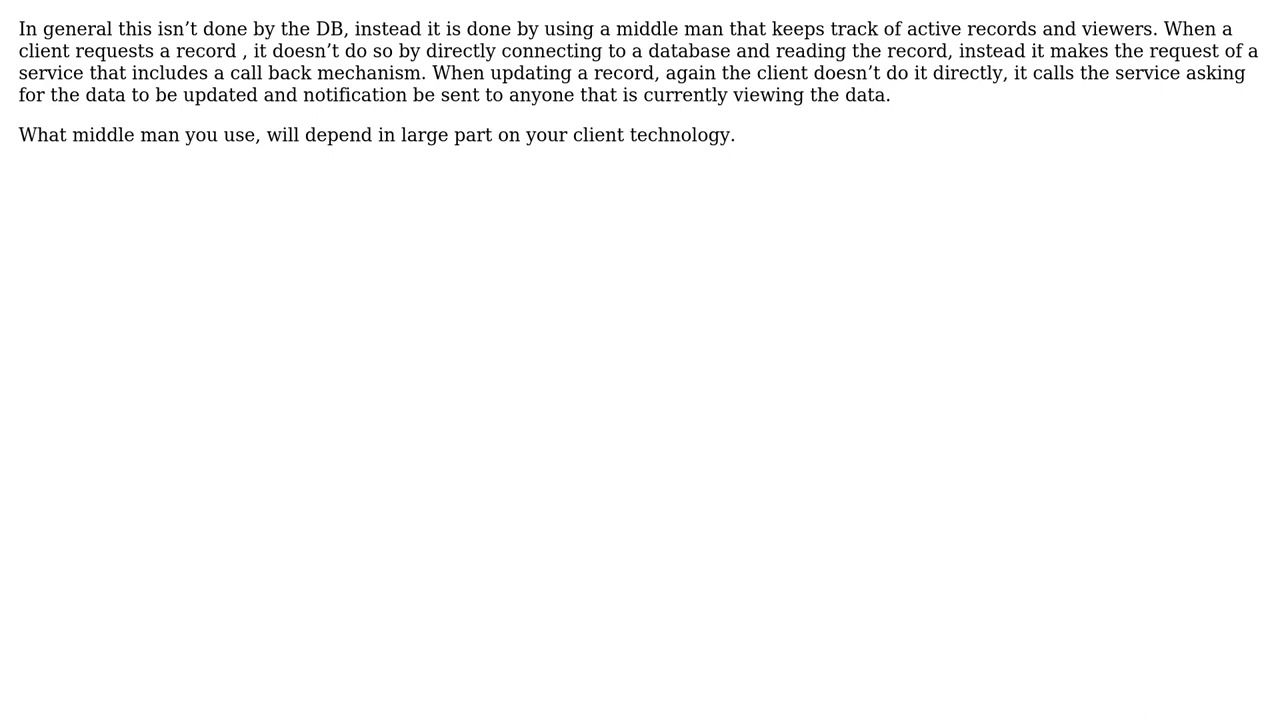 In general this isn’t done by the DB, instead it is done by using a middle man that keeps track of active records and viewers. When a
client requests a record , it doesn’t do so by directly connecting to a database and reading the record, instead it makes the request of a
service that includes a call back mechanism. When updating a record, again the client doesn’t do it directly, it calls the service asking
for the data to be updated and notification be sent to anyone that is currently viewing the data.
What middle man you use, will depend in large part on your client technology.